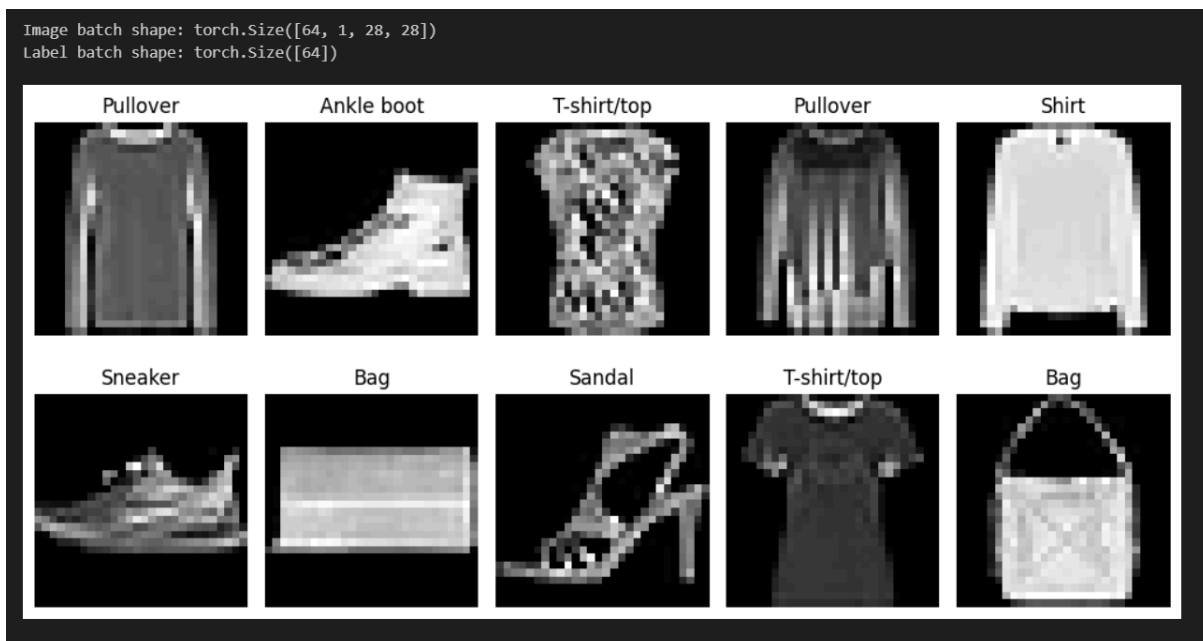 Image batch shape: torch.Size([64, 1, 28, 28])
Label batch shape: torch.Size([64])
Pullover Ankle boot T-shirt/top Pullover Shirt
Sneaker Bag Sandal T-shirt/top Bag